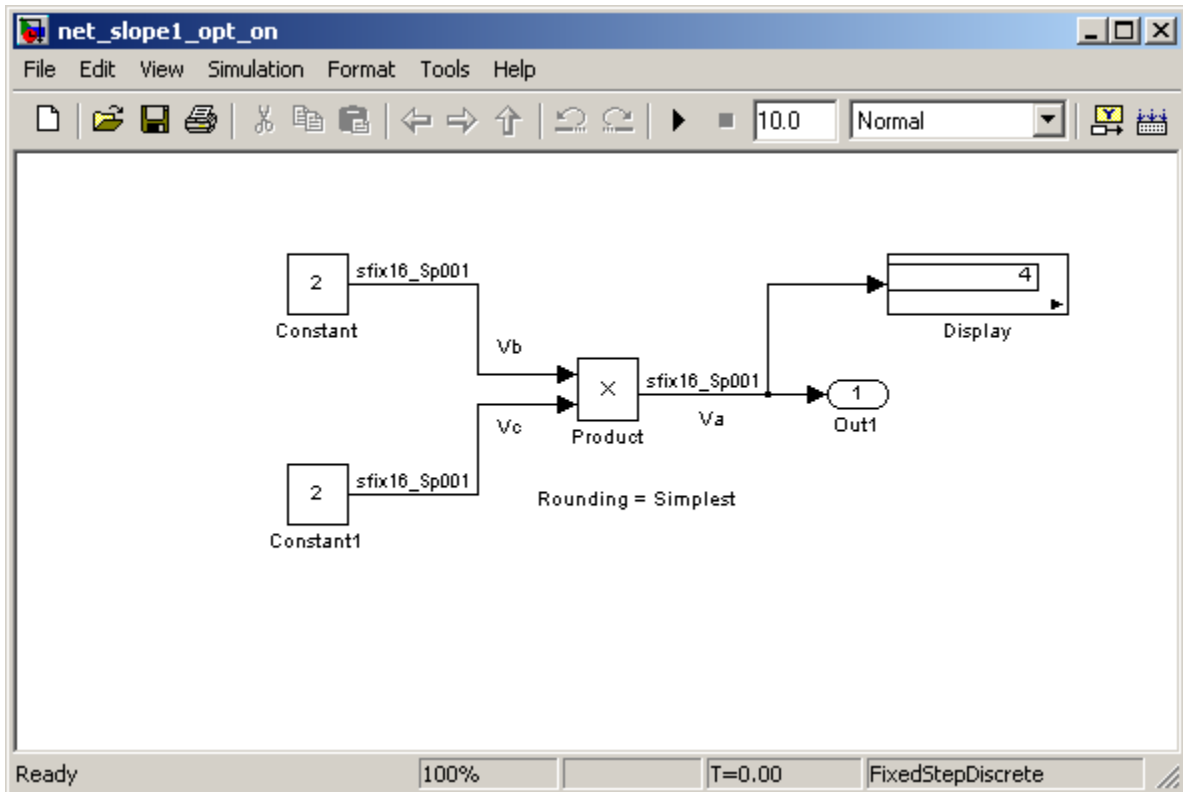 net_slope1_opt_on
File Edit View Simulation Format Tools Help
10.0 Normal
2
sfix16_Sp001
Constant
Vb
4
Display
×
Product
sfix16_Sp001
Va
1
Out1
Vc
2
sfix16_Sp001
Constant1
Rounding = Simplest
Ready 100% T=0.00 FixedStepDiscrete